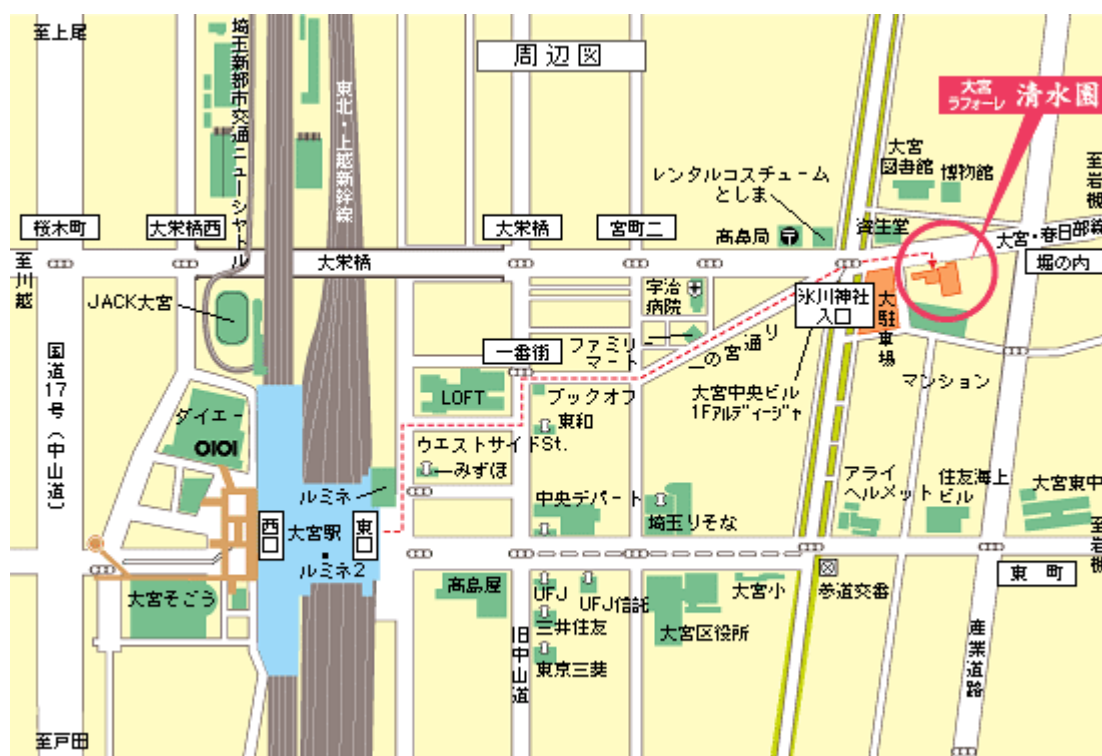 至上尾
埼玉新都市交通ニューシャトル
東北・上越新幹線
周辺図
大宮
ラフォーレ 清水園
大宮
図書館
博物館
至岩槻
レンタルコスチューム
としま
桜木町
大栄橋西
大栄橋
宮町二
高島局
資生堂
大宮・春日部線
至川越
大栄橋
堀の内
JACK大宮
宇治
病院
氷川神社
入口
大駐車場
一番街
ファミリー
マート
一の宮通り
国道17号(中山道)
LOFT
ブックオフ
大宮中央ビル
1Fアルディージャ
マンション
ダイエー
OIOI
東和
ウエストサイドSt.
みずほ
アライ
ヘルメット
住友海上
ビル
大宮東中
ルミネ
中央デパート
埼玉りそな
西口
大宮駅
東口
至岩槻
ルミネ2
東町
大宮そごう
高島屋
UFJ
UFJ信託
大宮小
参道交番
三井住友
大宮区役所
東京三菱
旧中山道
産業道路
至戸田